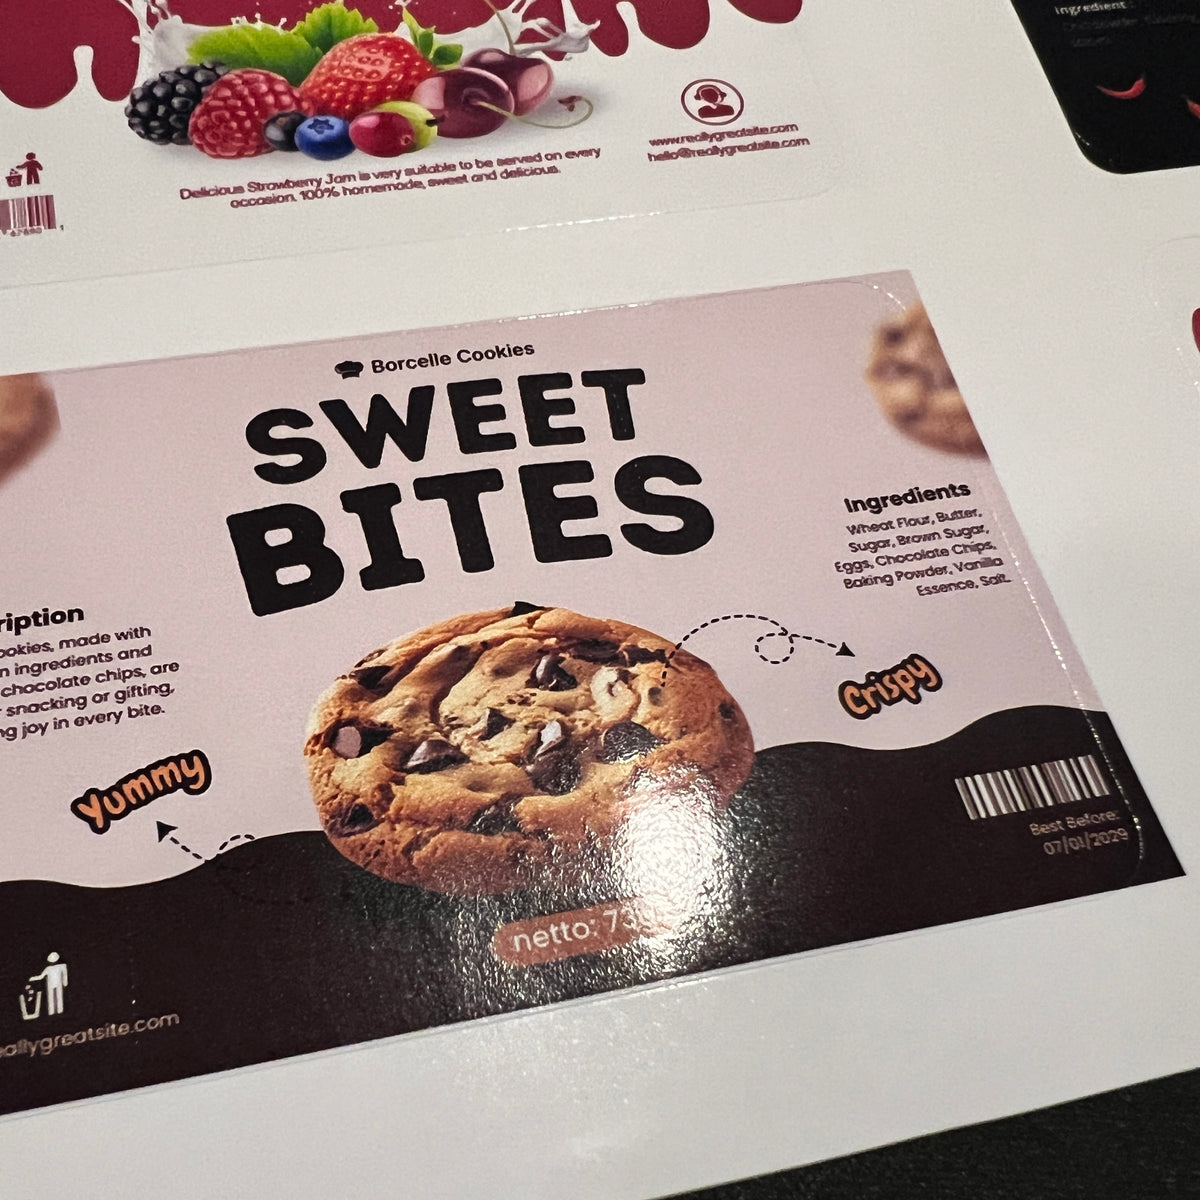 Ingredient:
www.reallygreatsite.com
hello@reallygreatsite.com
Delicious Strawberry Jam is very suitable to be served on every
occasion. 100% homemade, sweet and delicious.
67890 1
Borcelle Cookies
SWEET
BITES
Ingredients
Wheat Flour, Butter,
Sugar, Brown Sugar,
Eggs, Chocolate Chips,
Baking Powder, Vanilla
Essence, Salt.
ription
ookies, made with
n ingredients and
chocolate chips, are
snacking or gifting,
ng joy in every bite.
Crispy
Yummy
Best Before:
07/01/2029
netto:
eallygreatsite.com